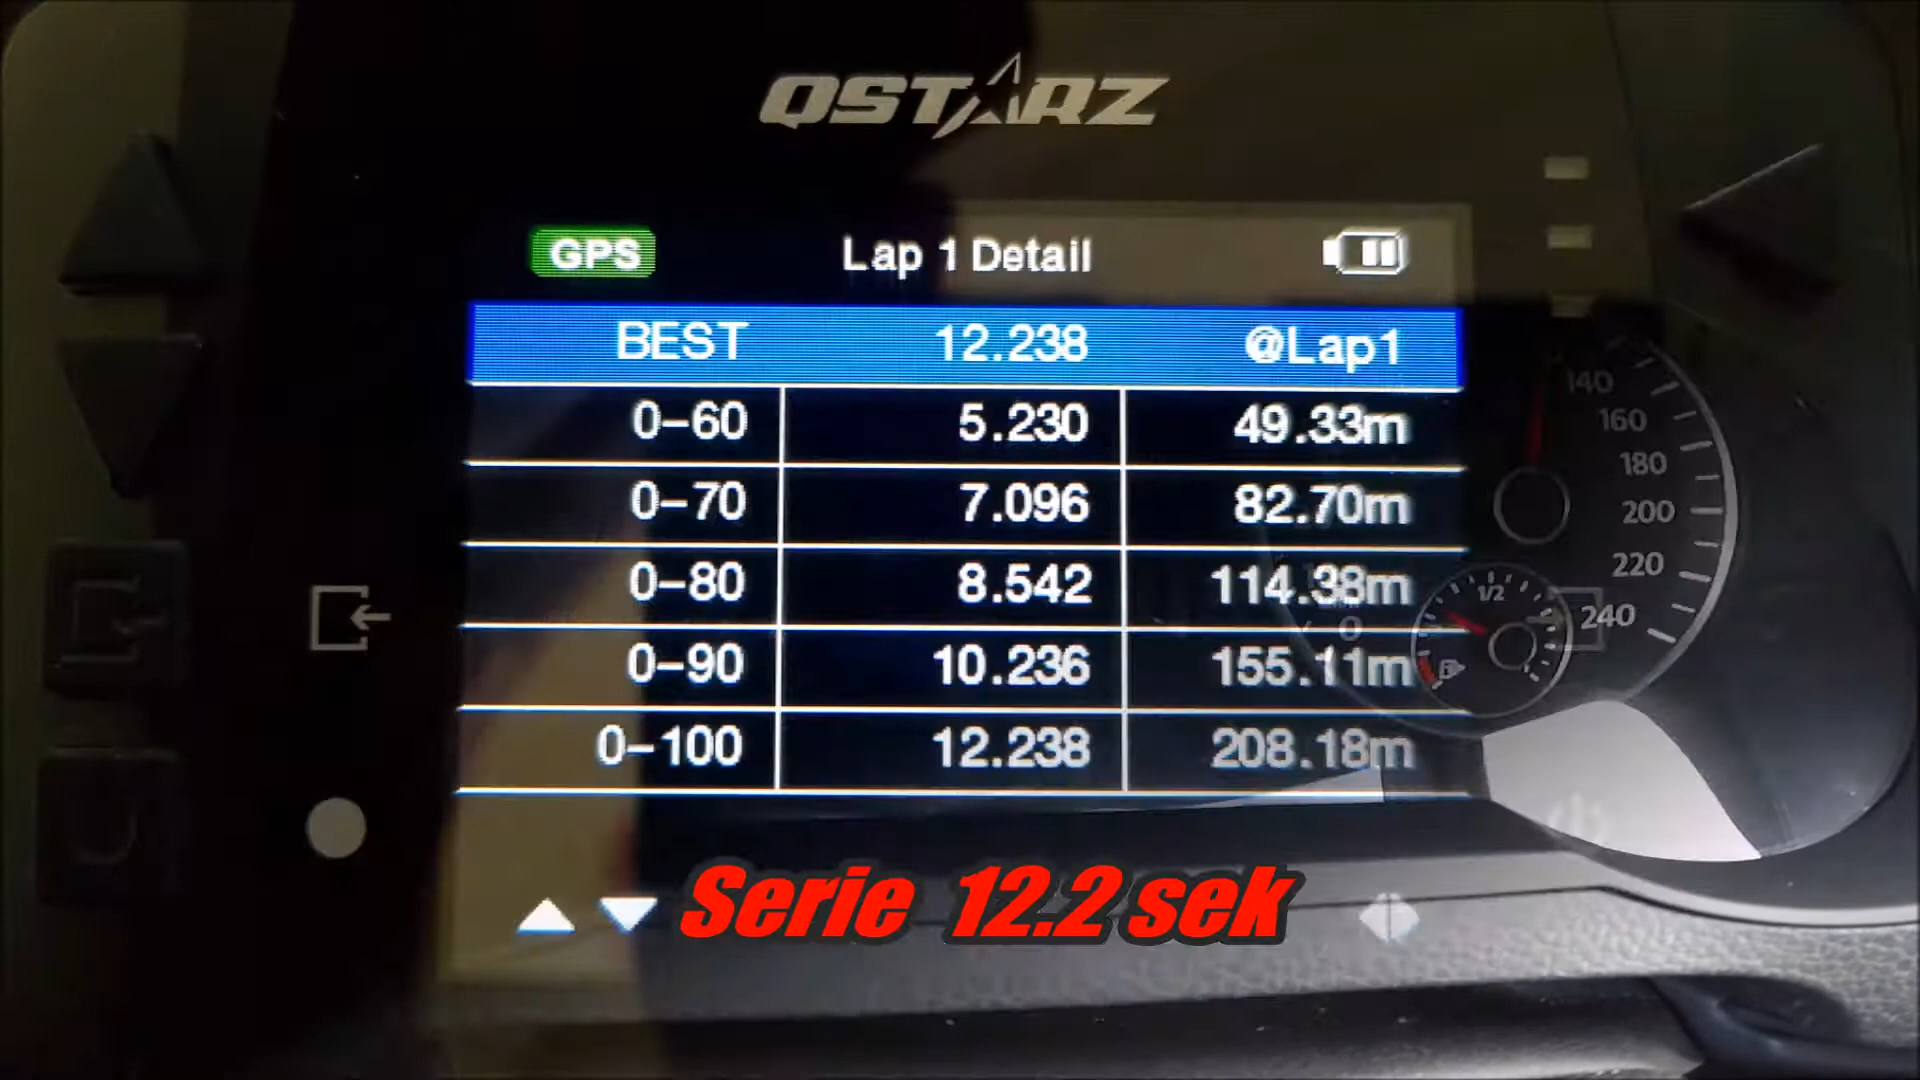 QSTARZ
GPS Lap 1 Detail
BEST 12.238 @Lap1
0-60 5.230 49.33m
0-70 7.096 82.70m
0-80 8.542 114.38m
0-90 10.236 155.11m
0-100 12.238 208.18m
140
160
180
200
220
240
1/2
0
Serie 12.2 sek